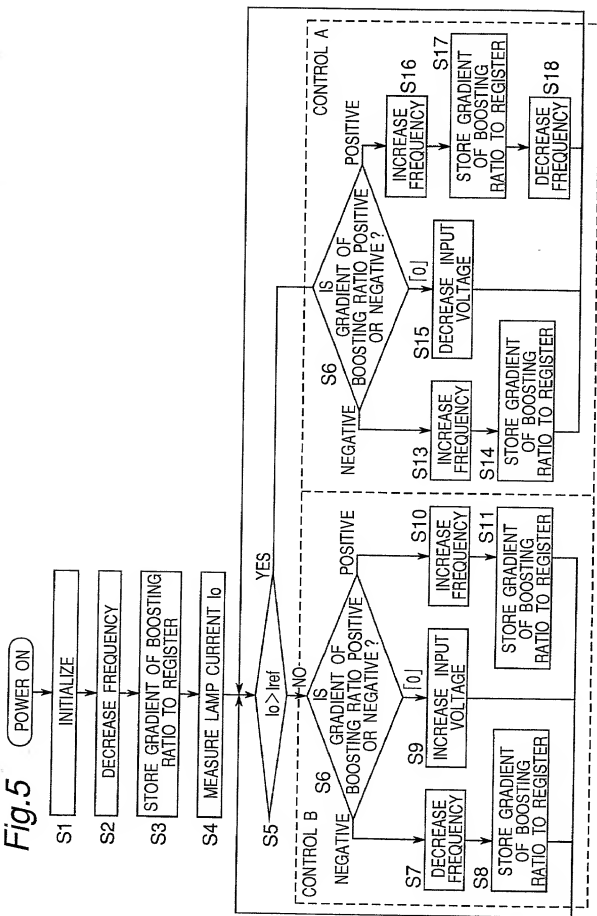 Fig.5
POWER ON
S1
INITIALIZE
S2
DECREASE FREQUENCY
S3
STORE GRADIENT OF BOOSTING
RATIO TO REGISTER
S4
MEASURE LAMP CURRENT Io
S5
Io>Iref
YES
NO
CONTROL B
S6
IS
GRADIENT OF
BOOSTING RATIO POSITIVE
OR NEGATIVE?
NEGATIVE
POSITIVE
「0」
S7
DECREASE
FREQUENCY
S8
STORE GRADIENT
OF BOOSTING
RATIO TO REGISTER
S9
INCREASE INPUT
VOLTAGE
S10
INCREASE
FREQUENCY
S11
STORE GRADIENT
OF BOOSTING
RATIO TO REGISTER
CONTROL A
S6
IS
GRADIENT OF
BOOSTING RATIO POSITIVE
OR NEGATIVE?
NEGATIVE
POSITIVE
「0」
S13
INCREASE
FREQUENCY
S14
STORE GRADIENT
OF BOOSTING
RATIO TO REGISTER
S15
DECREASE INPUT
VOLTAGE
S16
INCREASE
FREQUENCY
S17
STORE GRADIENT
OF BOOSTING
RATIO TO REGISTER
S18
DECREASE
FREQUENCY